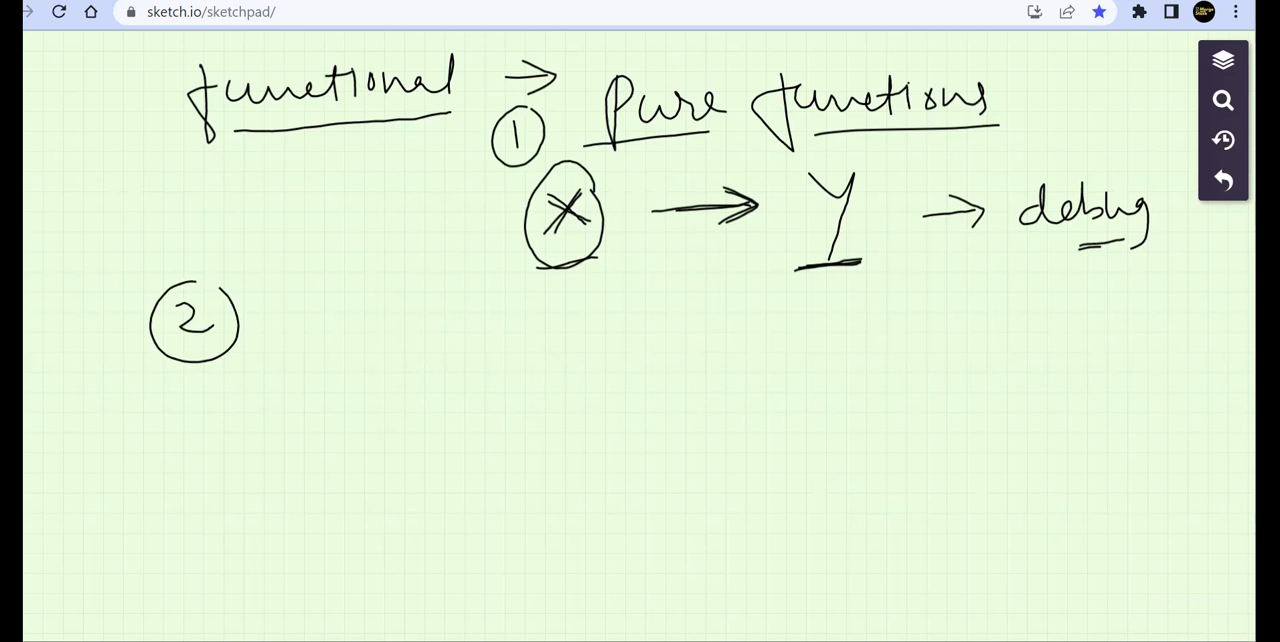 sketch.io/sketchpad/
functional → Pure functions
①
X → Y → debug
②